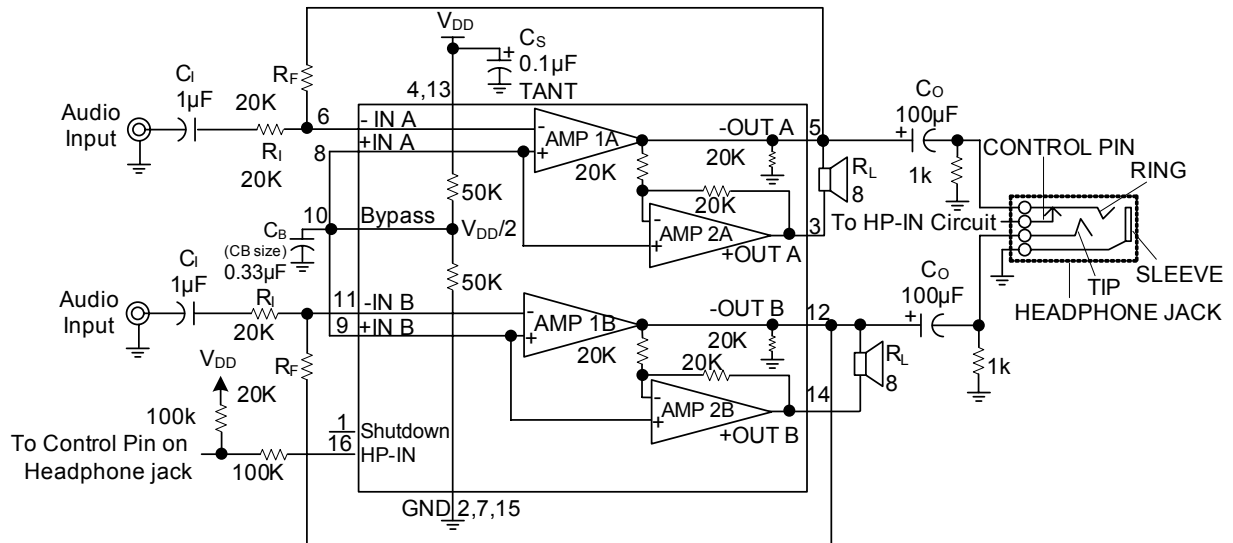 VDD
CS
0.1µF
TANT
4,13
RF
CI
1µF
20K
Audio
Input
RI
20K
6
- IN A
+IN A
8
AMP 1A
-OUT A
5
20K
20K
20K
RL
8
CO
100µF
1k
CONTROL PIN
RING
To HP-IN Circuit
50K
10
Bypass
VDD/2
CB
(CB size)
0.33µF
AMP 2A
3
+OUT A
TIP
SLEEVE
HEADPHONE JACK
50K
CI
1µF
Audio
Input
RI
20K
11
-IN B
9
+IN B
AMP 1B
-OUT B
12
20K
20K
20K
RL
8
CO
100µF
1k
VDD
RF
20K
100k
AMP 2B
14
+OUT B
1
Shutdown
16
HP-IN
To Control Pin on
Headphone jack
100K
GND 2,7,15